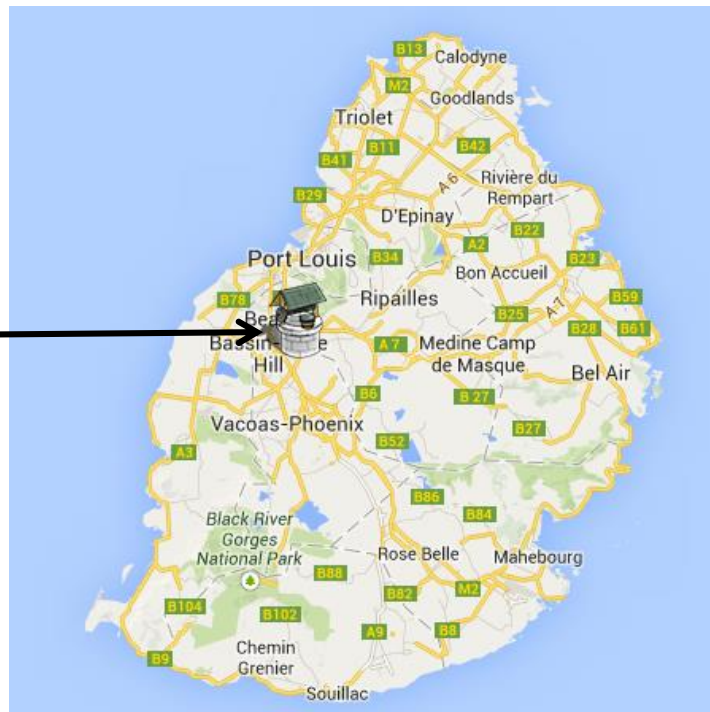 B13
Calodyne
M2
Goodlands
Triolet
B11
B42
B41
A-6
Rivière du
Rempart
B29
D'Epinay
B22
A2
Port Louis
B34
B23
Bon Accueil
B78
Ripailles
B59
A-7
B25
B28
B61
Bassin
Hill
A 7
Medine Camp
de Masque
Bel Air
B6
B 27
Vacoas-Phoenix
B27
A3
B52
B86
B84
Black River
Gorges
National Park
Rose Belle
Mahebourg
B88
B82
M2
B104
B102
A9
B8
Chemin
Grenier
B9
Souillac